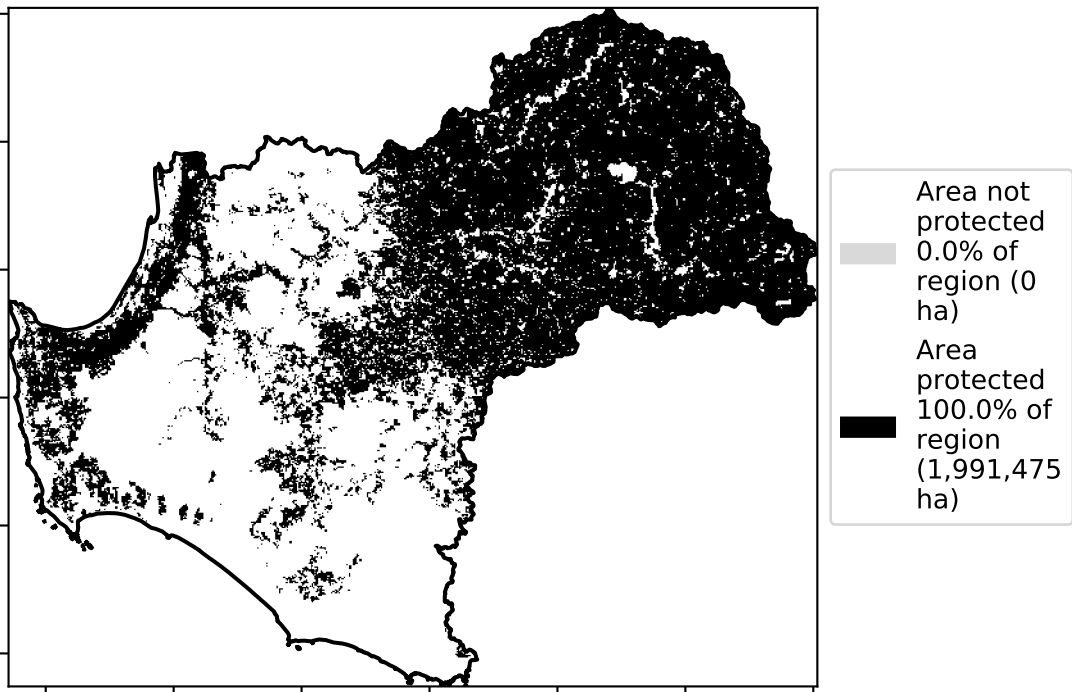 Area not
protected
0.0% of
region (0
ha)
Area
protected
100.0% of
region
(1,991,475
ha)